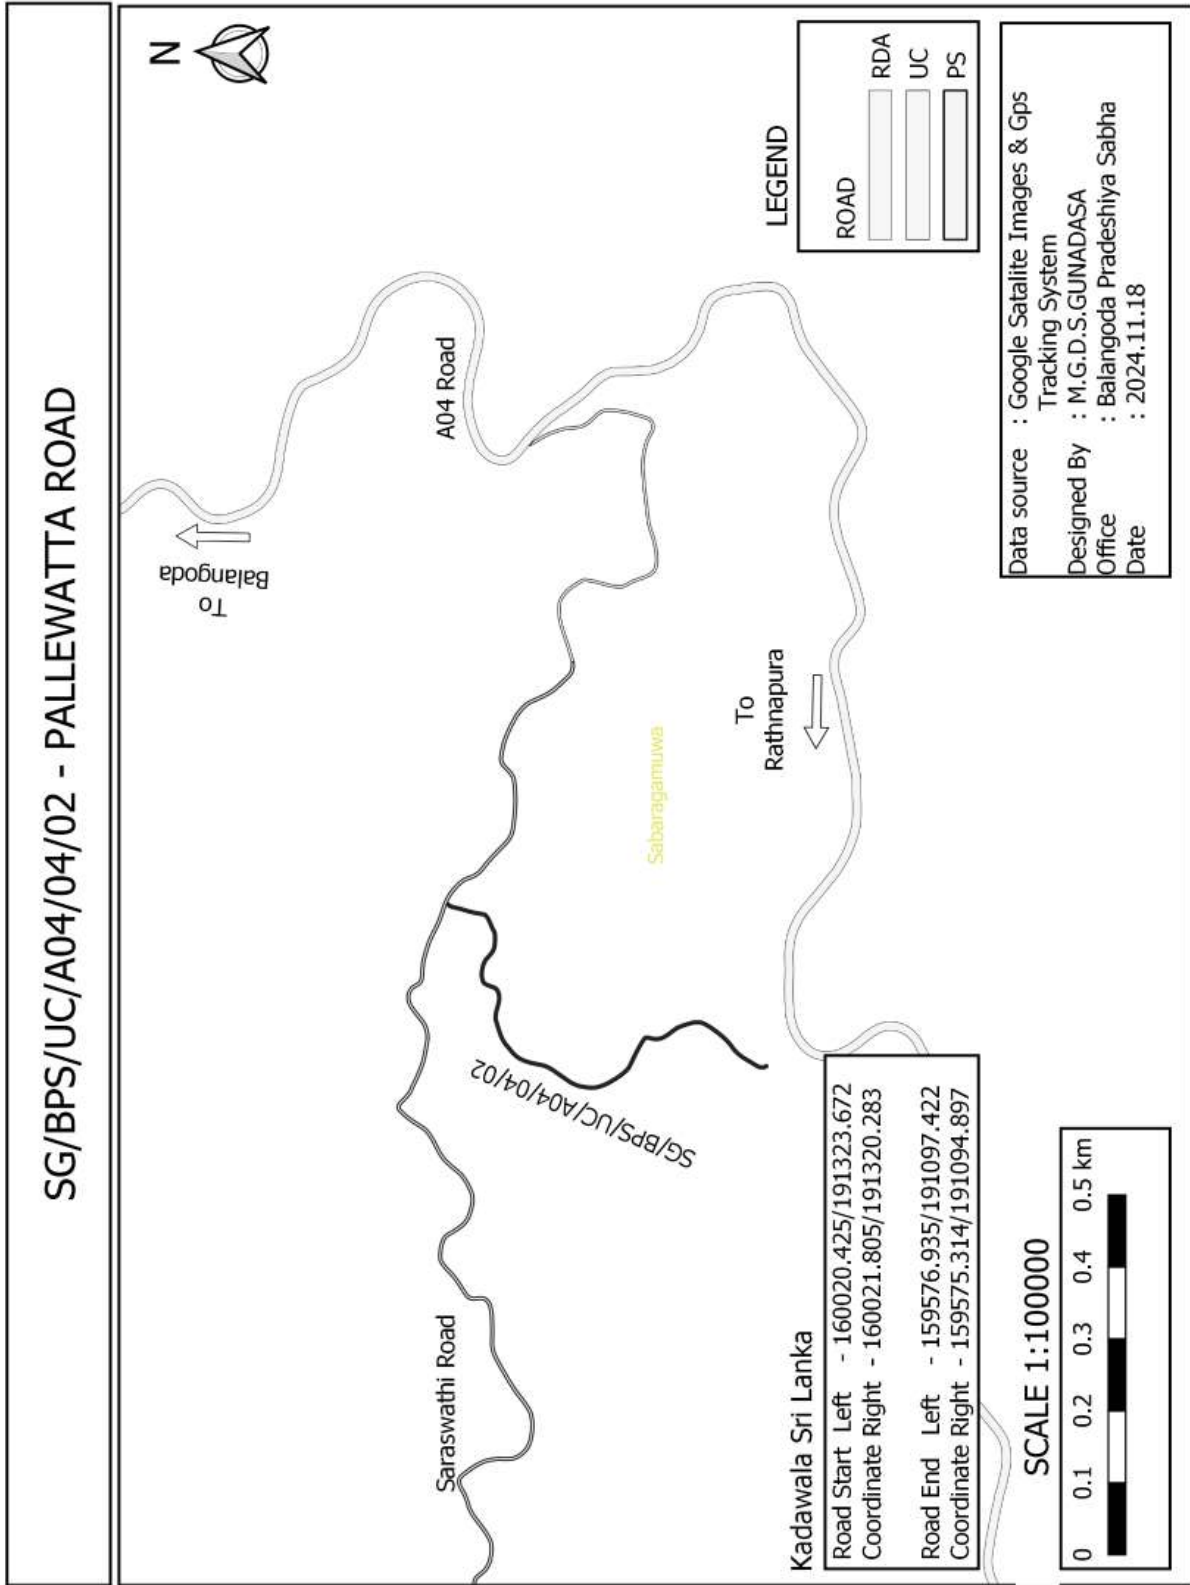 SG/BPS/UC/A04/04/02 - PALLEWATTA ROAD
N
To
Balangoda
A04 Road
LEGEND
ROAD
RDA
UC
PS
Sabaragamuwa
To
Rathnapura
SG/BPS/UC/A04/04/02
Saraswathi Road
Kadawala Sri Lanka
Road Start Left - 160020.425/191323.672
Coordinate Right - 160021.805/191320.283
Road End Left - 159576.935/191097.422
Coordinate Right - 159575.314/191094.897
Data source : Google Satalite Images & Gps
Tracking System
Designed By : M.G.D.S.GUNADASA
Office : Balangoda Pradeshiya Sabha
Date : 2024.11.18
SCALE 1:100000
0 0.1 0.2 0.3 0.4 0.5 km